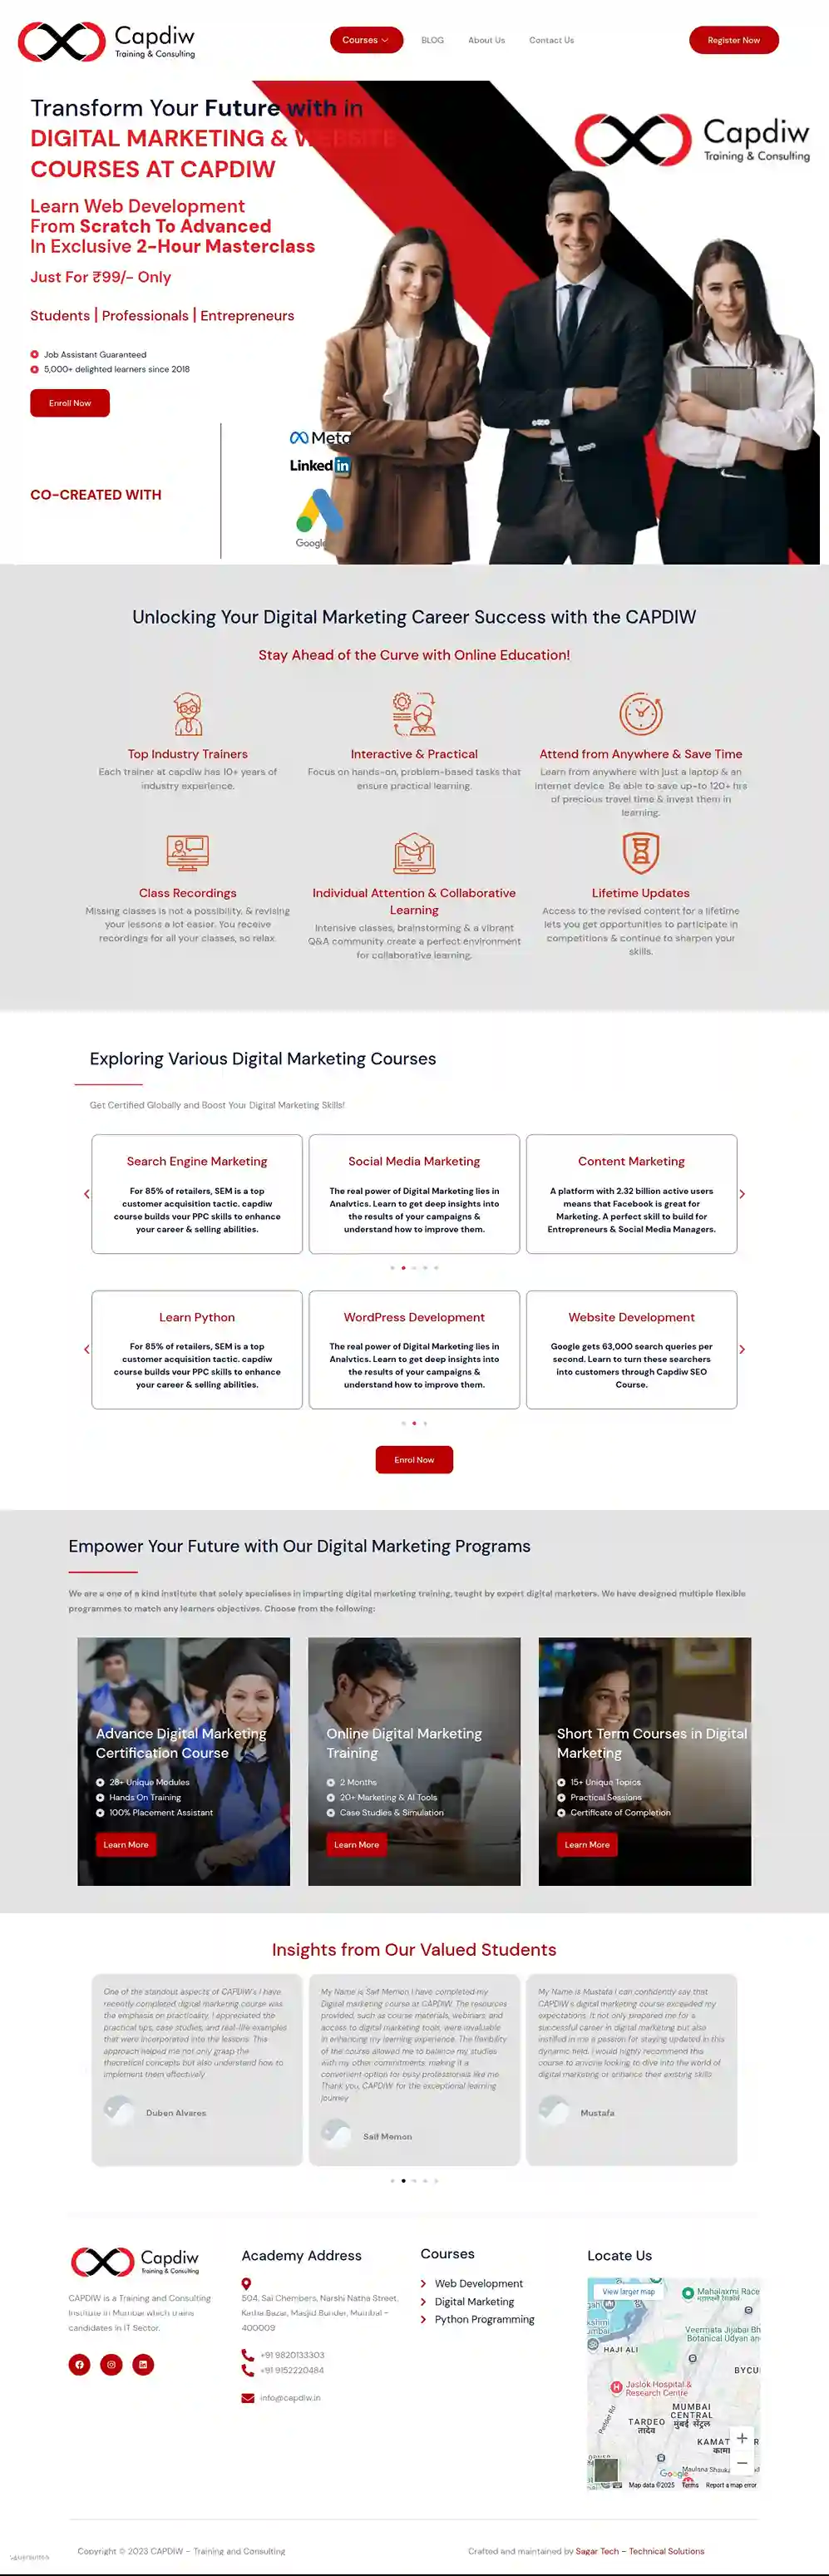 Capdiw
Training & Consulting
Courses
BLOG
About Us
Contact Us
Register Now
Transform Your Future with in
DIGITAL MARKETING & WEBSITE
COURSES AT CAPDIW
Capdiw
Training & Consulting
Learn Web Development
From Scratch To Advanced
In Exclusive 2-Hour Masterclass
Just For ₹99/- Only
Students | Professionals | Entrepreneurs
Job Assistant Guaranteed
5,000+ delighted learners since 2018
Enroll Now
CO-CREATED WITH
Meta
Linked in
Google
Unlocking Your Digital Marketing Career Success with the CAPDIW
Stay Ahead of the Curve with Online Education!
Top Industry Trainers
Each trainer at capdiw has 10+ years of
industry experience.
Interactive & Practical
Focus on hands-on, problem-based tasks that
ensure practical learning.
Attend from Anywhere & Save Time
Learn from anywhere with just a laptop & an
internet device. Be able to save up-to 120+ hrs
of precious travel time & invest them in
learning.
Class Recordings
Missing classes is not a possibility, & revising
your lessons a lot easier. You receive
recordings for all your classes, so relax.
Individual Attention & Collaborative
Learning
Intensive classes, brainstorming & a vibrant
Q&A community create a perfect environment
for collaborative learning.
Lifetime Updates
Access to the revised content for a lifetime
lets you get opportunities to participate in
competitions & continue to sharpen your
skills.
Exploring Various Digital Marketing Courses
Get Certified Globally and Boost Your Digital Marketing Skills!
Search Engine Marketing
For 85% of retailers, SEM is a top
customer acquisition tactic. capdiw
course builds your PPC skills to enhance
your career & selling abilities.
Social Media Marketing
The real power of Digital Marketing lies in
Analytics. Learn to get deep insights into
the results of your campaigns &
understand how to improve them.
Content Marketing
A platform with 2.32 billion active users
means that Facebook is great for
Marketing. A perfect skill to build for
Entrepreneurs & Social Media Managers.
Learn Python
For 85% of retailers, SEM is a top
customer acquisition tactic. capdiw
course builds your PPC skills to enhance
your career & selling abilities.
WordPress Development
The real power of Digital Marketing lies in
Analytics. Learn to get deep insights into
the results of your campaigns &
understand how to improve them.
Website Development
Google gets 63,000 search queries per
second. Learn to turn these searchers
into customers through Capdiw SEO
Course.
Enrol Now
Empower Your Future with Our Digital Marketing Programs
We are a one of a kind institute that solely specialises in imparting digital marketing training, taught by expert digital marketers. We have designed multiple flexible
programmes to match any learners objectives. Choose from the following:
Advance Digital Marketing
Certification Course
28+ Unique Modules
Hands On Training
100% Placement Assistant
Learn More
Online Digital Marketing
Training
2 Months
20+ Marketing & AI Tools
Case Studies & Simulation
Learn More
Short Term Courses in Digital
Marketing
15+ Unique Topics
Practical Sessions
Certificate of Completion
Learn More
Insights from Our Valued Students
One of the standout aspects of CAPDIW's I have
recently completed digital marketing course was
the emphasis on practicality. I appreciated the
practical tips, case studies, and real-life examples
that were incorporated into the lessons. This
approach helped me not only grasp the
theoretical concepts but also understand how to
implement them effectively
Duben Alvares
My Name is Saif Memon I have completed my
Digital marketing course at CAPDIW. The resources
provided, such as course materials, webinars, and
access to digital marketing tools, were invaluable
in enhancing my learning experience. The flexibility
of the course allowed me to balance my studies
with my other commitments, making it a
convenient option for busy professionals like me.
Thank you, CAPDIW, for the exceptional learning
journey
Saif Memon
My Name is Mustafa I can confidently say that
CAPDIW's digital marketing course exceeded my
expectations. It not only prepared me for a
successful career in digital marketing but also
instilled in me a passion for staying updated in this
dynamic field. I would highly recommend this
course to anyone looking to dive into the world of
digital marketing or enhance their existing skills
Mustafa
Capdiw
Training & Consulting
CAPDIW is a Training and Consulting
Institute in Mumbai which trains
candidates in IT Sector.
Academy Address
504, Sai Chambers, Narshi Natha Street,
Katha Bazar, Masjid Bunder, Mumbai -
400009
+91 9820133303
+91 9152220484
info@capdiw.in
Courses
Web Development
Digital Marketing
Python Programming
Locate Us
View larger map
Mahalaxmi Race
Veermata Jijabai Bh
Botanical Udyan an
HAJI ALI
BYCU
Jaslok Hospital &
Research Centre
MUMBAI
CENTRAL
मुंबई सेंट्रल
TARDEO
तारदेव
Pedder Rd
KAMAT
Maulana Shauka
Google
Map data ©2025
Terms
Report a map error
Copyright © 2023 CAPDIW – Training and Consulting
Crafted and maintained by Sagar Tech – Technical Solutions